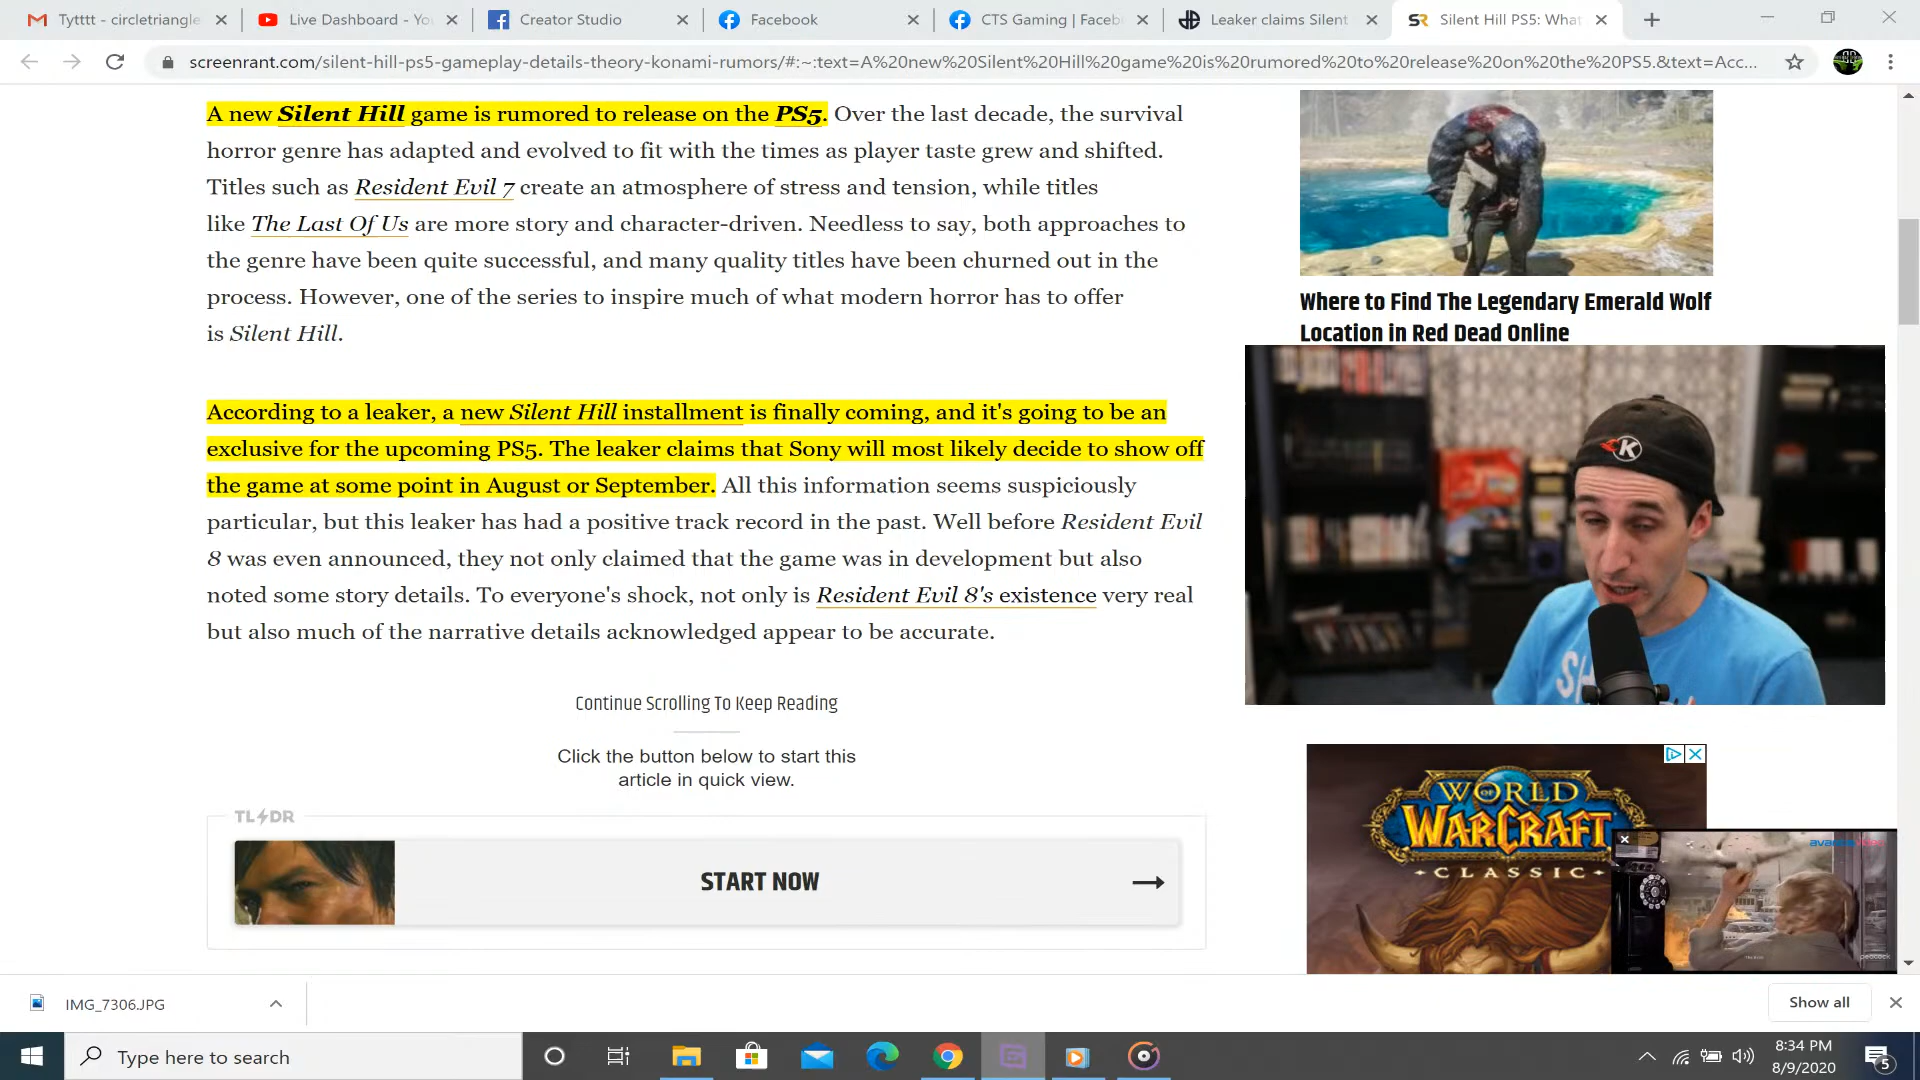 Tytttt - circletriangle
Live Dashboard - Yo
Creator Studio
Facebook
CTS Gaming | Faceb
Leaker claims Silent
SR Silent Hill PS5: What
screenrant.com/silent-hill-ps5-gameplay-details-theory-konami-rumors/#:~:text=A%20new%20Silent%20Hill%20game%20is%20rumored%20to%20release%20on%20the%20PS5.&text=Acc...
A new Silent Hill game is rumored to release on the PS5. Over the last decade, the survival
horror genre has adapted and evolved to fit with the times as player taste grew and shifted.
Titles such as Resident Evil 7 create an atmosphere of stress and tension, while titles
like The Last Of Us are more story and character-driven. Needless to say, both approaches to
the genre have been quite successful, and many quality titles have been churned out in the
process. However, one of the series to inspire much of what modern horror has to offer
is Silent Hill.
According to a leaker, a new Silent Hill installment is finally coming, and it's going to be an
exclusive for the upcoming PS5. The leaker claims that Sony will most likely decide to show off
the game at some point in August or September. All this information seems suspiciously
particular, but this leaker has had a positive track record in the past. Well before Resident Evil
8 was even announced, they not only claimed that the game was in development but also
noted some story details. To everyone's shock, not only is Resident Evil 8's existence very real
but also much of the narrative details acknowledged appear to be accurate.
Continue Scrolling To Keep Reading
Click the button below to start this
article in quick view.
TL DR
START NOW
Where to Find The Legendary Emerald Wolf
Location in Red Dead Online
K
WORLD
OF
WARCRAFT
CLASSIC
peacock
IMG_7306.JPG
Show all
Type here to search
8:34 PM
8/9/2020
5